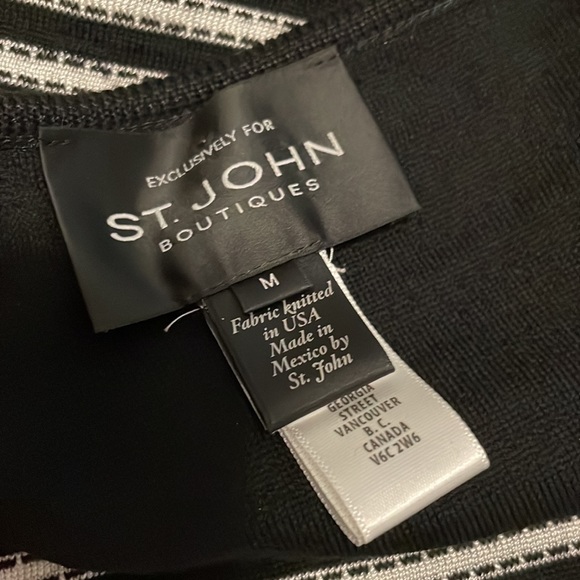 EXCLUSIVELY FOR
ST. JOHN
BOUTIQUES
M
Fabric knitted
in USA
Made in
Mexico by
St. John
GEORGIA
STREET
VANCOUVER
B. C.
CANADA
V6C 2W6